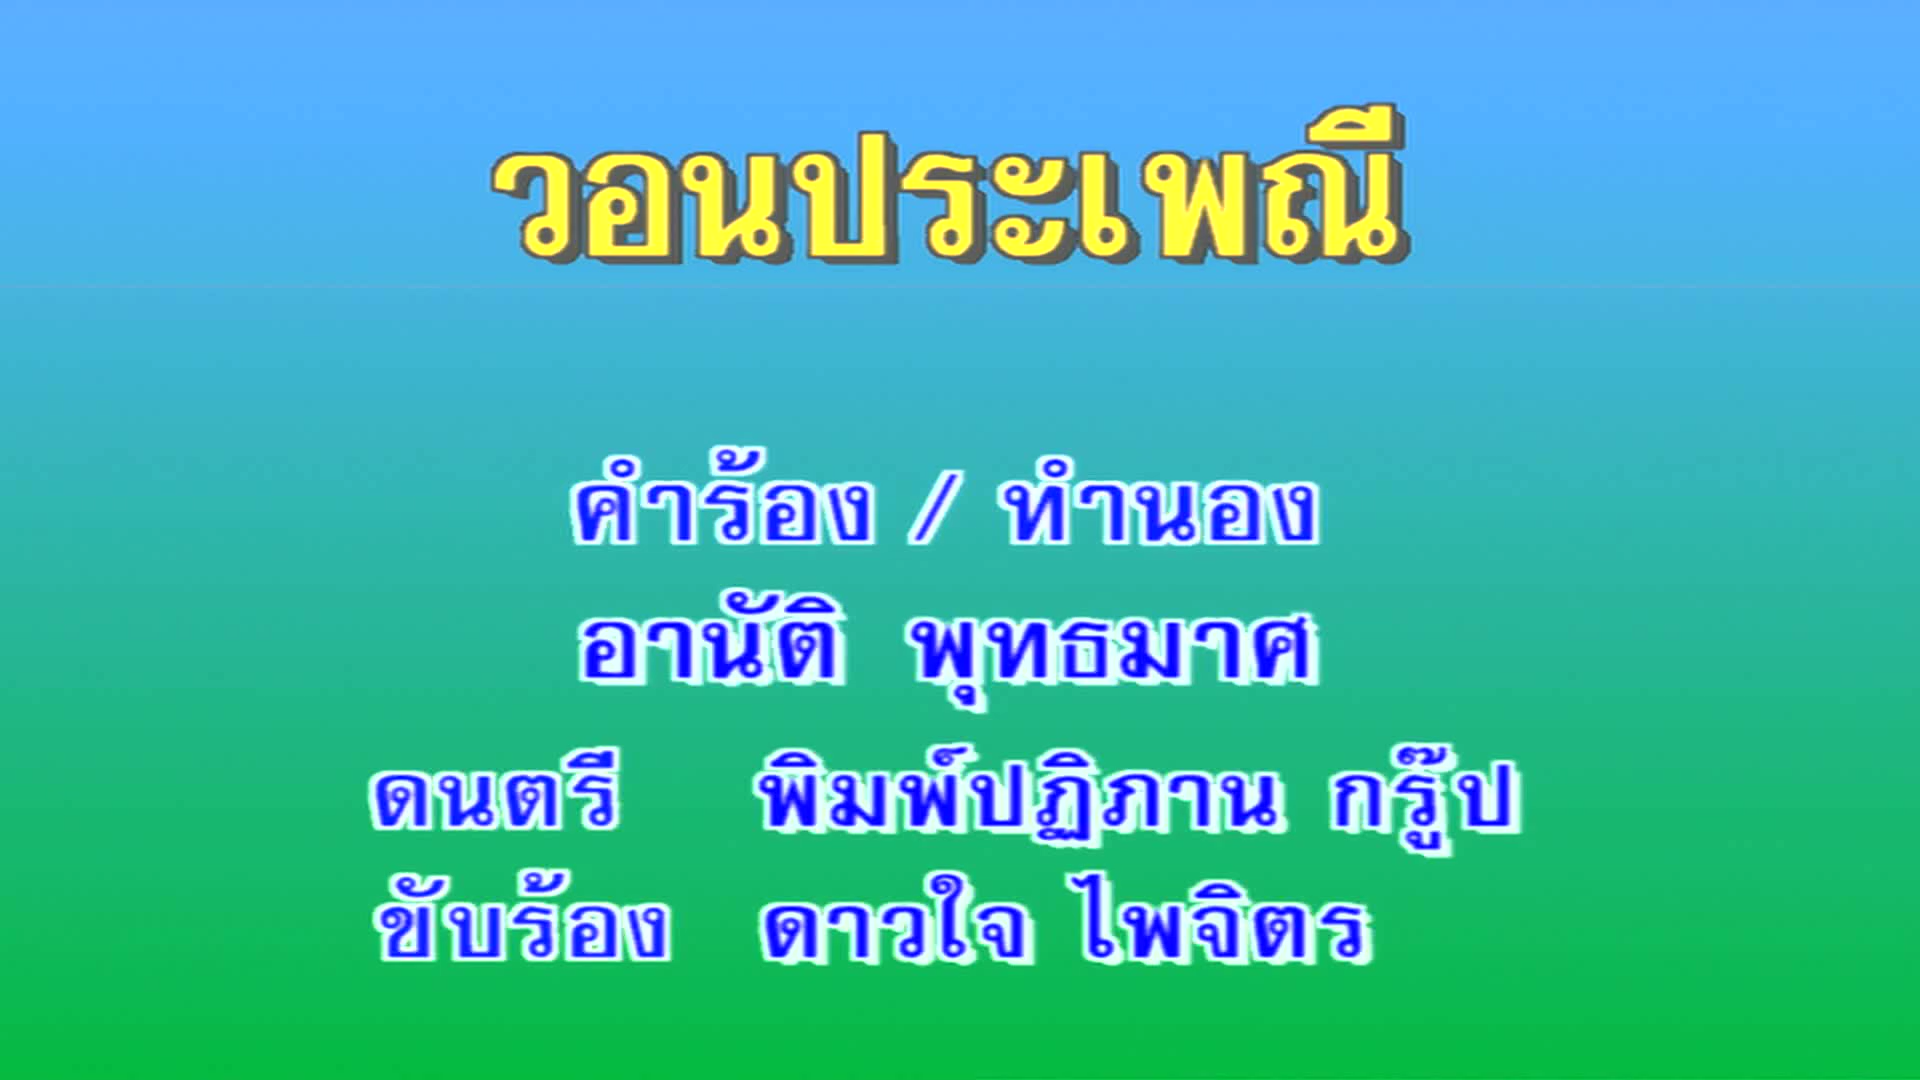 วอนประเพณี
คำร้อง / ทำนอง
อานัติ พุทธมาศ
ดนตรี พิมพ์ปฏิภาน กรู๊ป
ขับร้อง ดาวใจ ไพจิตร